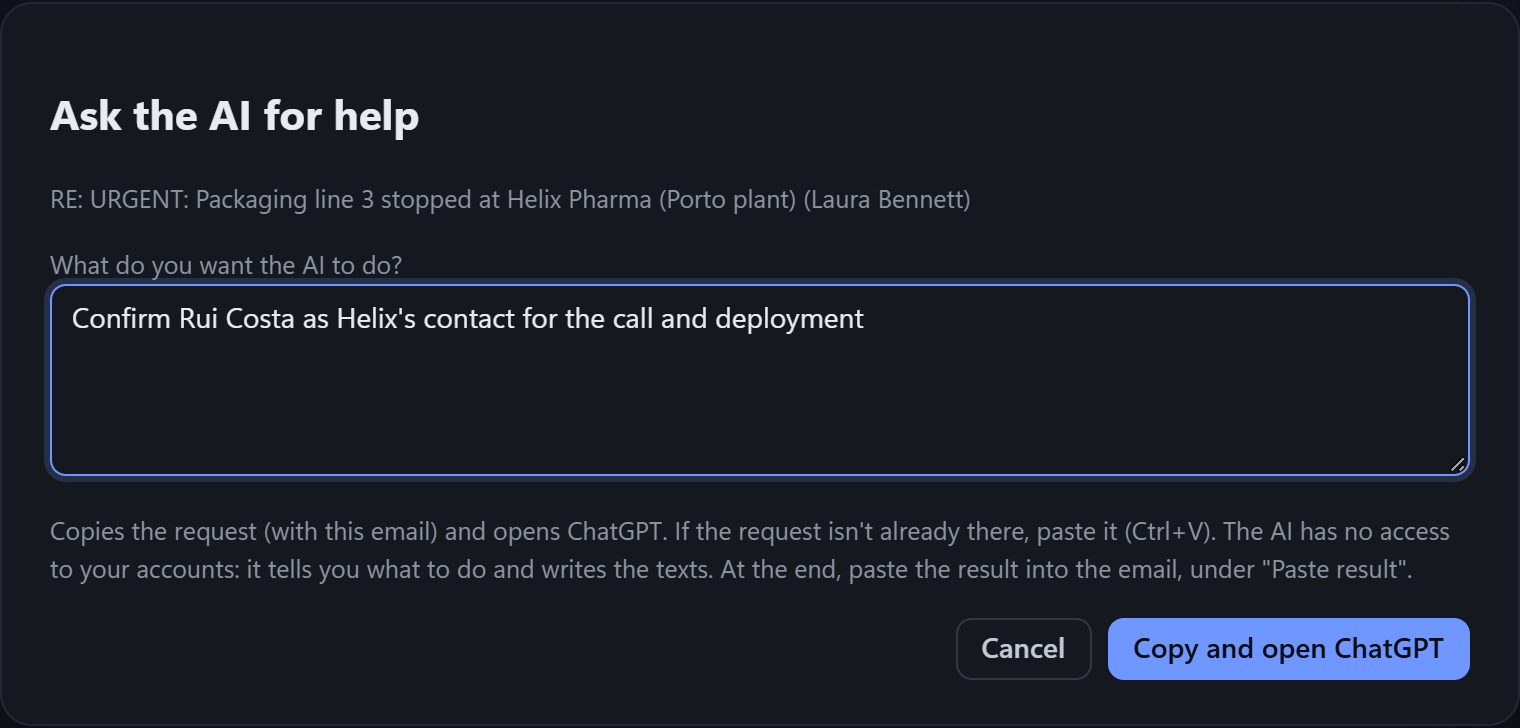 Ask the AI for help
RE: URGENT: Packaging line 3 stopped at Helix Pharma (Porto plant) (Laura Bennett)
What do you want the AI to do?
Confirm Rui Costa as Helix's contact for the call and deployment
Copies the request (with this email) and opens ChatGPT. If the request isn't already there, paste it (Ctrl+V). The AI has no access
to your accounts: it tells you what to do and writes the texts. At the end, paste the result into the email, under "Paste result".
Cancel
Copy and open ChatGPT